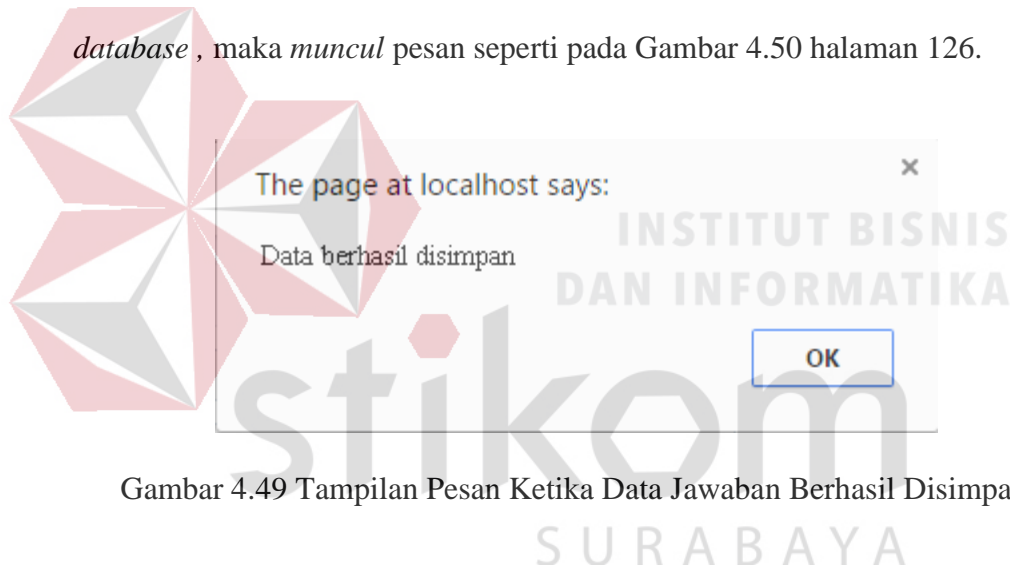 database , maka muncul pesan seperti pada Gambar 4.50 halaman 126.
The page at localhost says:
×
INSTITUT BISNIS
Data berhasil disimpan
DAN INFORMATIKA
OK
stikom
Gambar 4.49 Tampilan Pesan Ketika Data Jawaban Berhasil Disimpa
SURABAYA